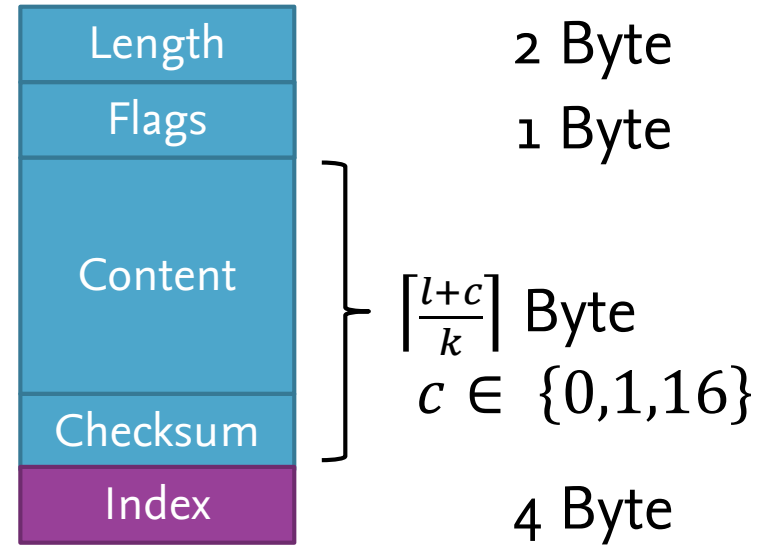 Length 2 Byte
Flags 1 Byte
Content ⌈(l+c)/k⌉ Byte
c ∈ {0,1,16}
Checksum
Index 4 Byte